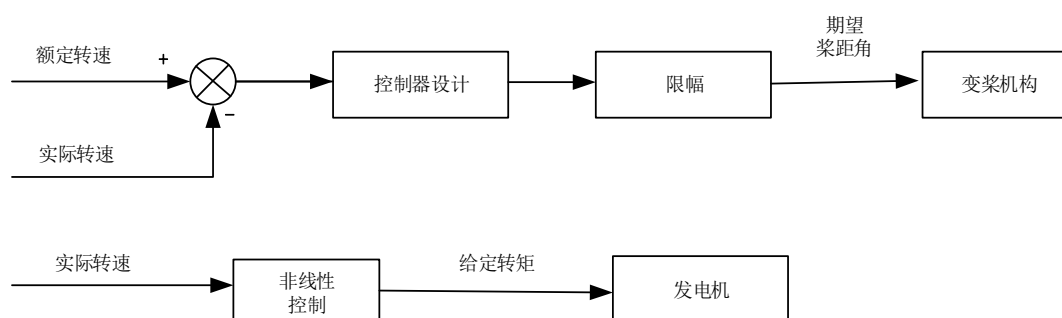 期望
桨距角
额定转速
+
控制器设计
限幅
变桨机构
-
实际转速
实际转速
给定转矩
非线性
控制
发电机